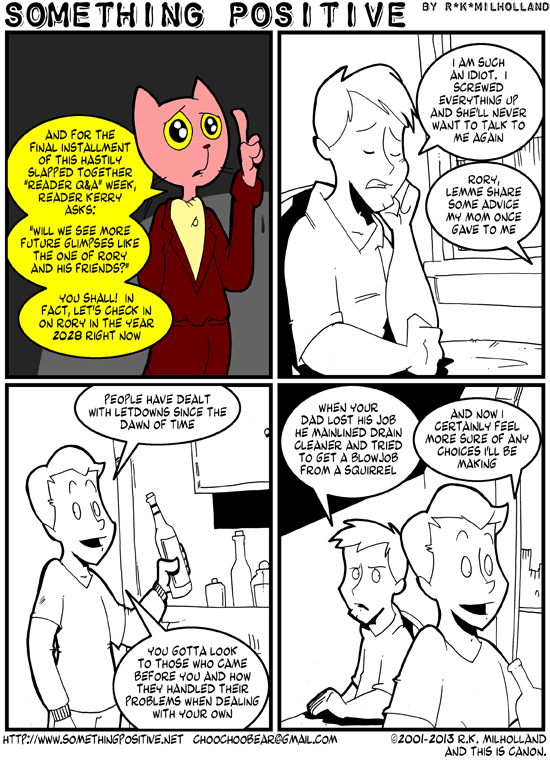 SOMETHING POSITIVE BY R*K*MILHOLLAND
AND FOR THE
FINAL INSTALLMENT
OF THIS HASTILY
SLAPPED TOGETHER
"READER Q&A" WEEK,
READER KERRY
ASKS:
"WILL WE SEE MORE
FUTURE GLIMPSES LIKE
THE ONE OF RORY
AND HIS FRIENDS?"
YOU SHALL! IN
FACT, LET'S CHECK IN
ON RORY IN THE YEAR
2028 RIGHT NOW
I AM SUCH
AN IDIOT. I
SCREWED
EVERYTHING UP
AND SHE'LL NEVER
WANT TO TALK TO
ME AGAIN
RORY,
LEMME SHARE
SOME ADVICE
MY MOM ONCE
GAVE TO ME
PEOPLE HAVE DEALT
WITH LETDOWNS SINCE THE
DAWN OF TIME
YOU GOTTA LOOK
TO THOSE WHO CAME
BEFORE YOU AND HOW
THEY HANDLED THEIR
PROBLEMS WHEN DEALING
WITH YOUR OWN
WHEN YOUR
DAD LOST HIS JOB
HE MAINLINED DRAIN
CLEANER AND TRIED
TO GET A BLOWJOB
FROM A SQUIRREL
AND NOW I
CERTAINLY FEEL
MORE SURE OF ANY
CHOICES I'LL BE
MAKING
HTTP://WWW.SOMETHINGPOSITIVE.NET CHOOCHOOBEAR@GMAIL.COM
©2001-2013 R.K. MILHOLLAND
AND THIS IS CANON.